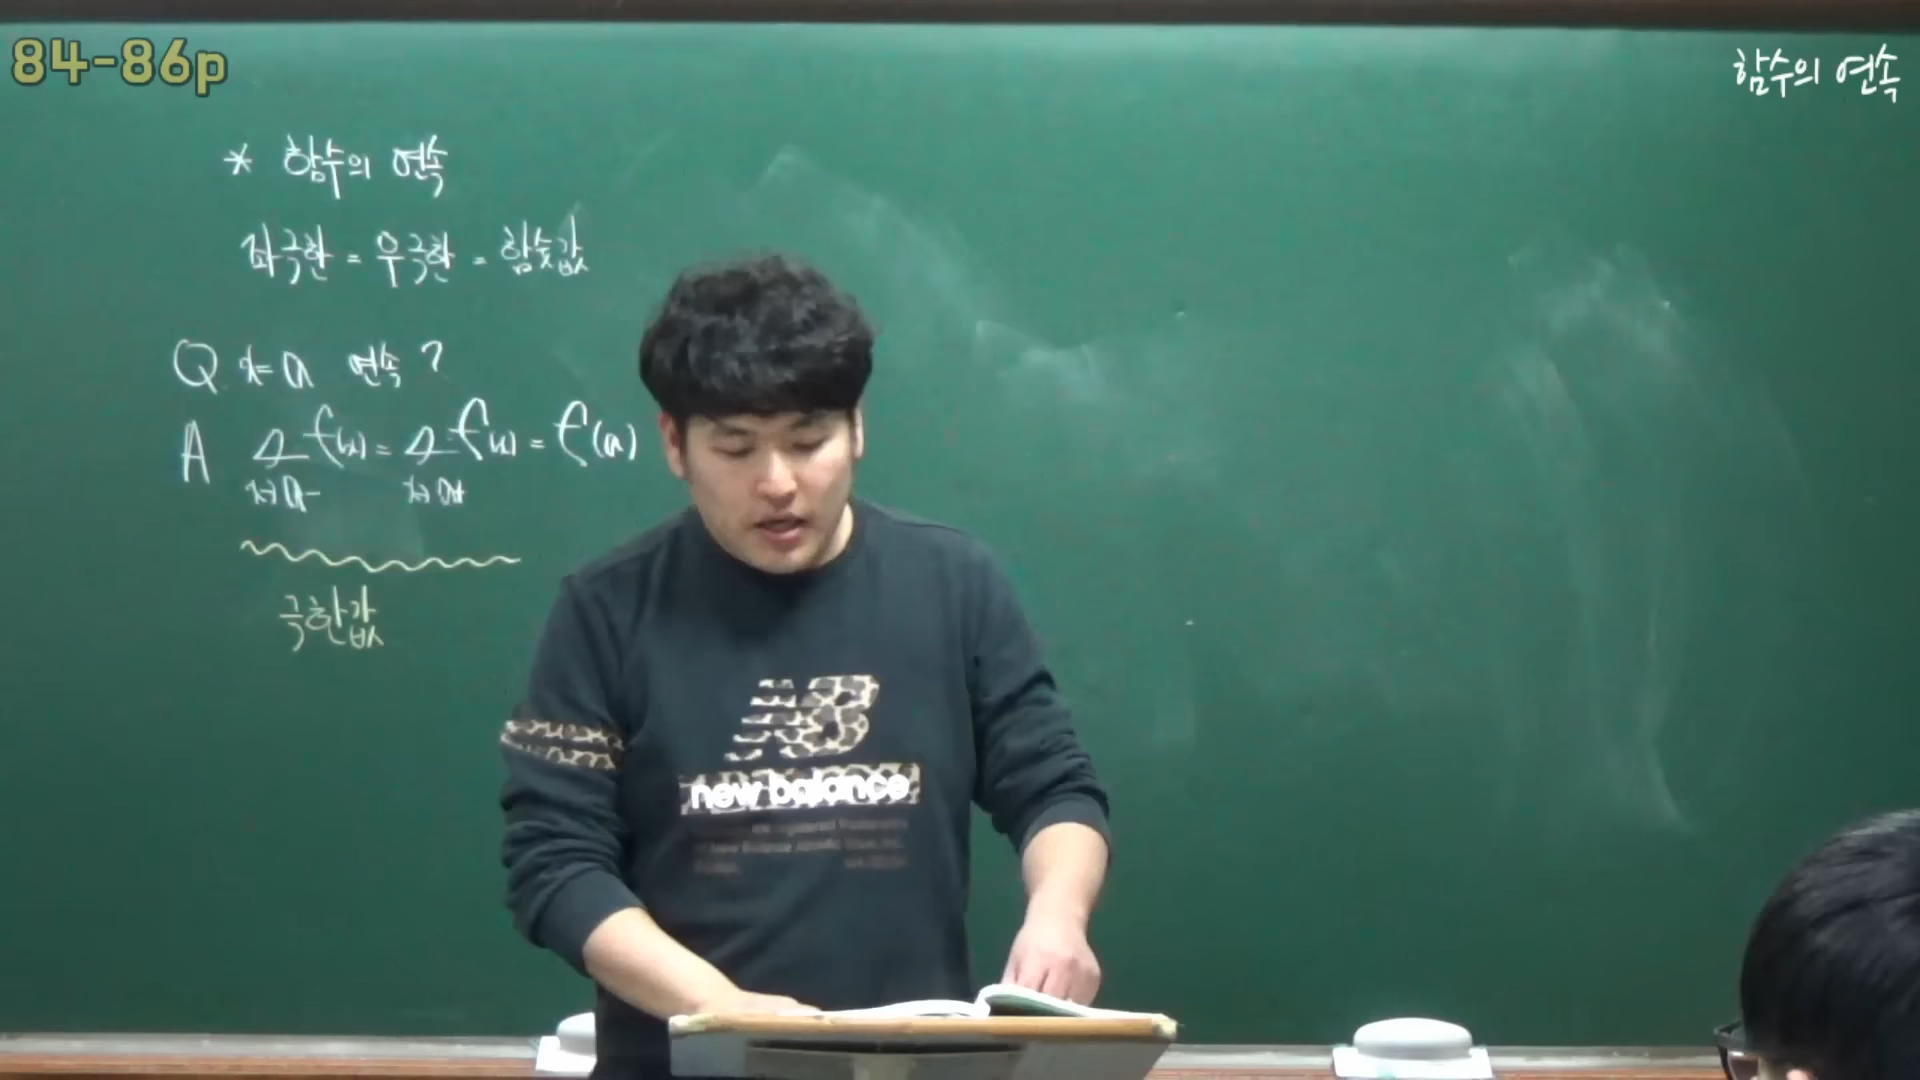 84-86p
함수의 연속
* 함수의 연속
좌극한 = 우극한 = 함숫값
Q. x=a 연속?
A lim f(x) = lim f(x) = f(a)
x→a- x→a+
극한값
new balance